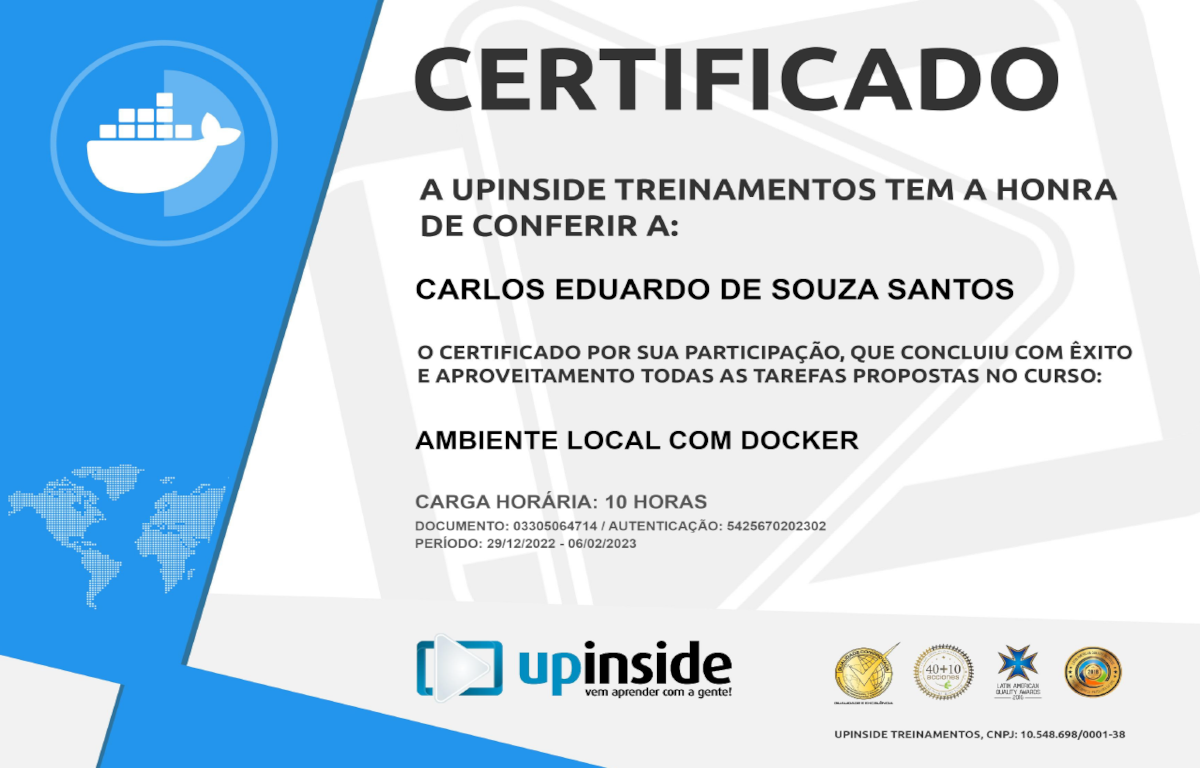 CERTIFICADO
A UPINSIDE TREINAMENTOS TEM A HONRA
DE CONFERIR A:
CARLOS EDUARDO DE SOUZA SANTOS
O CERTIFICADO POR SUA PARTICIPAÇÃO, QUE CONCLUIU COM ÊXITO
E APROVEITAMENTO TODAS AS TAREFAS PROPOSTAS NO CURSO:
AMBIENTE LOCAL COM DOCKER
CARGA HORÁRIA: 10 HORAS
DOCUMENTO: 03305064714 / AUTENTICAÇÃO: 5425670202302
PERÍODO: 29/12/2022 - 06/02/2023
upinside
vem aprender com a gente!
40+10
acciones
LATIN AMERICAN
QUALITY AWARDS
UPINSIDE TREINAMENTOS, CNPJ: 10.548.698/0001-38